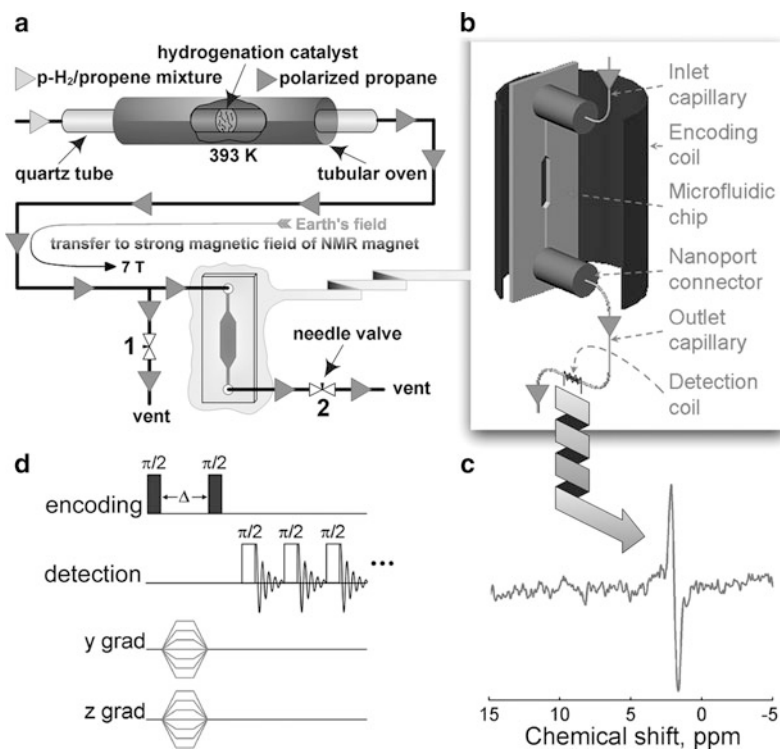 a
hydrogenation catalyst
p-H₂/propene mixture
polarized propane
393 K
quartz tube
tubular oven
Earth's field
transfer to strong magnetic field of NMR magnet
7 T
1
needle valve
2
vent
vent
b
Inlet
capillary
Encoding
coil
Microfluidic
chip
Nanoport
connector
Outlet
capillary
Detection
coil
d
π/2
π/2
encoding
Δ
π/2
π/2
π/2
detection
•••
y grad
z grad
c
15
10
5
0
-5
Chemical shift, ppm